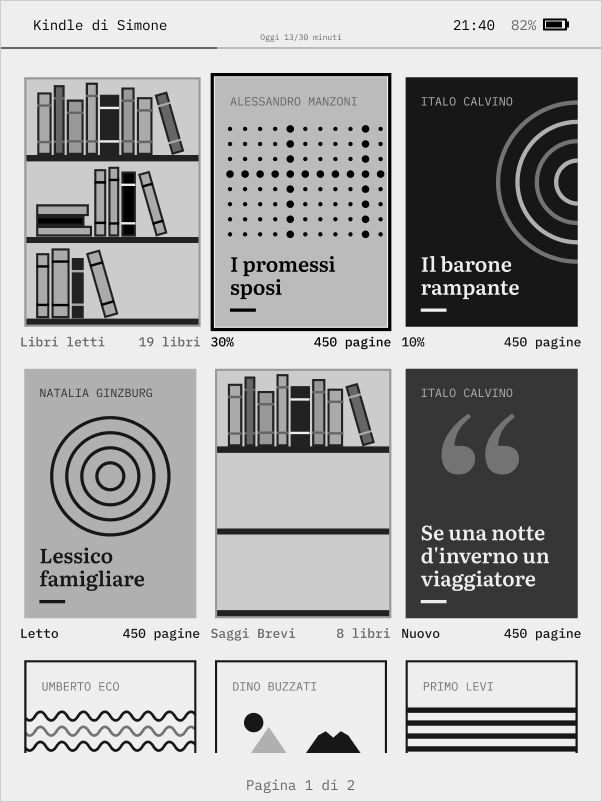 Kindle di Simone
Oggi 13/30 minuti
21:40 82%
ALESSANDRO MANZONI
I promessi
sposi
ITALO CALVINO
Il barone
rampante
Libri letti 19 libri
30% 450 pagine
10% 450 pagine
NATALIA GINZBURG
Lessico
famigliare
ITALO CALVINO
“
Se una notte
d'inverno un
viaggiatore
Letto 450 pagine
Saggi Brevi 8 libri
Nuovo 450 pagine
UMBERTO ECO
DINO BUZZATI
PRIMO LEVI
Pagina 1 di 2